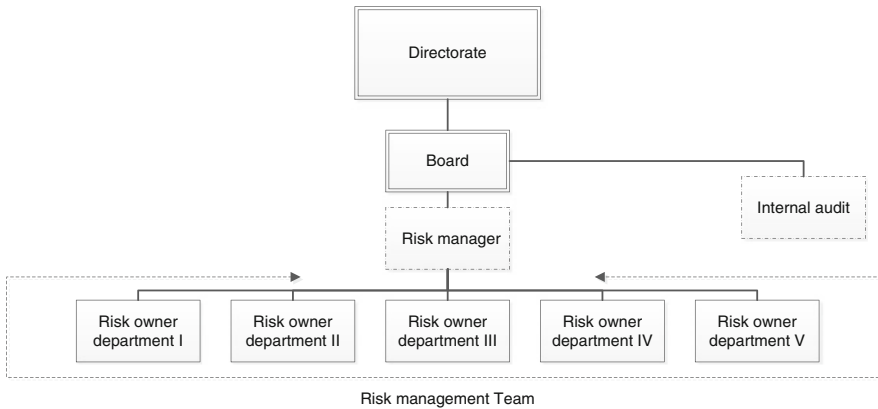 Directorate
Board
Internal audit
Risk manager
Risk owner
department I
Risk owner
department II
Risk owner
department III
Risk owner
department IV
Risk owner
department V
Risk management Team